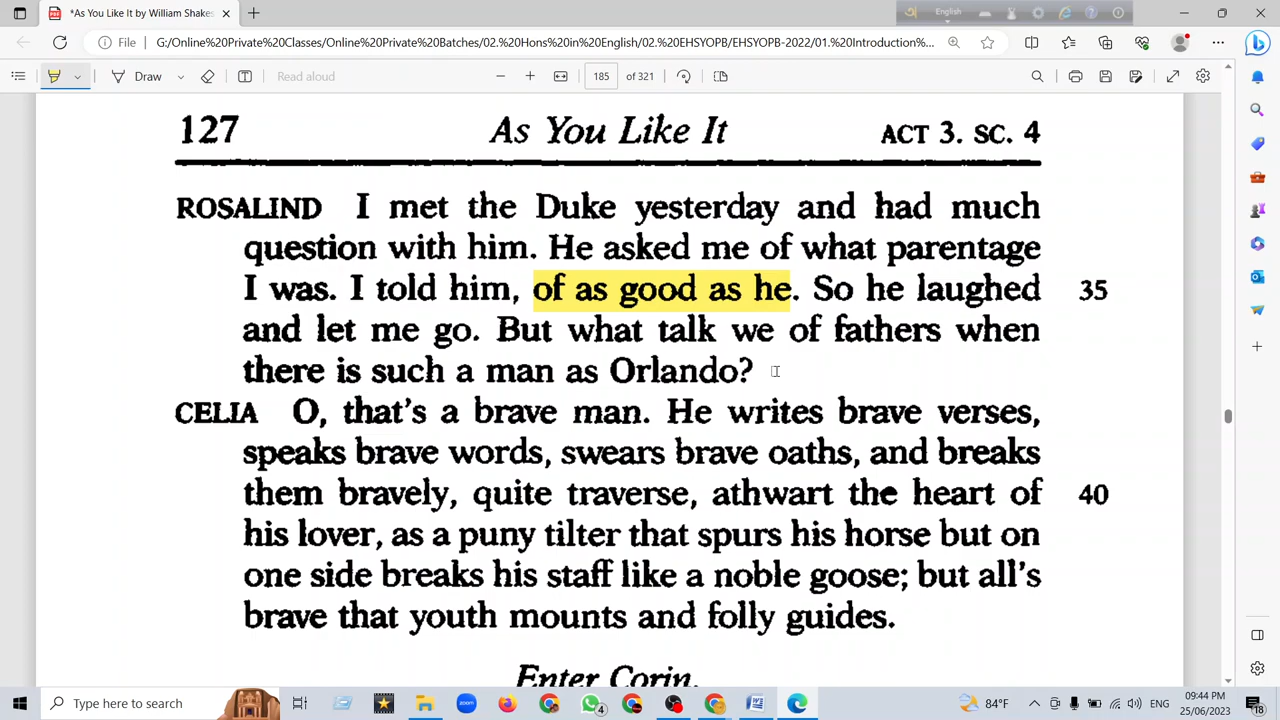 *As You Like It by William Shakes
English
File
G:/Online%20Private%20Classes/Online%20Private%20Batches/02.%20Hons%20in%20English/02.%20EHSYOPB/EHSYOPB-2022/01.%20Introduction%...
Draw
Read aloud
185 of 321
127 As You Like It ACT 3. SC. 4
ROSALIND I met the Duke yesterday and had much
question with him. He asked me of what parentage
I was. I told him, of as good as he. So he laughed 35
and let me go. But what talk we of fathers when
there is such a man as Orlando?
CELIA O, that's a brave man. He writes brave verses,
speaks brave words, swears brave oaths, and breaks
them bravely, quite traverse, athwart the heart of 40
his lover, as a puny tilter that spurs his horse but on
one side breaks his staff like a noble goose; but all's
brave that youth mounts and folly guides.
Enter Corin.
Type here to search
zoom
4
84°F
09:44 PM
25/06/2023
18